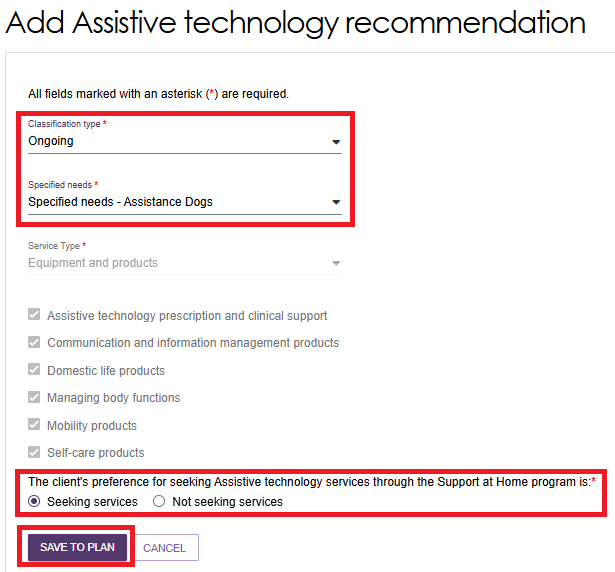 Add Assistive technology recommendation
All fields marked with an asterisk (*) are required.
Classification type *
Ongoing
Specified needs *
Specified needs - Assistance Dogs
Service Type *
Equipment and products
Assistive technology prescription and clinical support
Communication and information management products
Domestic life products
Managing body functions
Mobility products
Self-care products
The client's preference for seeking Assistive technology services through the Support at Home program is:*
Seeking services Not seeking services
SAVE TO PLAN CANCEL